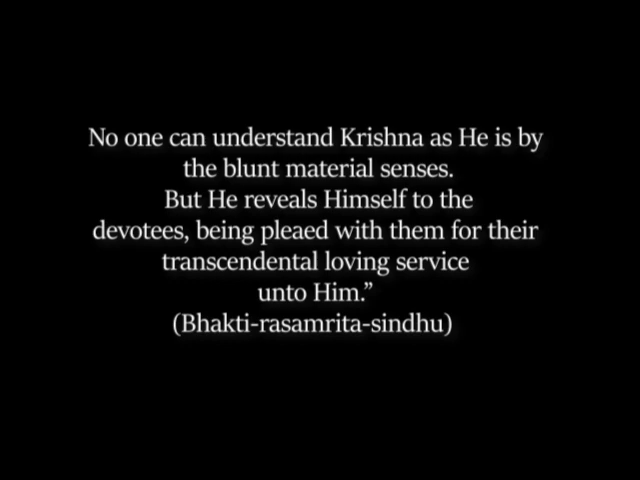 No one can understand Krishna as He is by
the blunt material senses.
But He reveals Himself to the
devotees, being pleaed with them for their
transcendental loving service
unto Him.”
(Bhakti-rasamrita-sindhu)